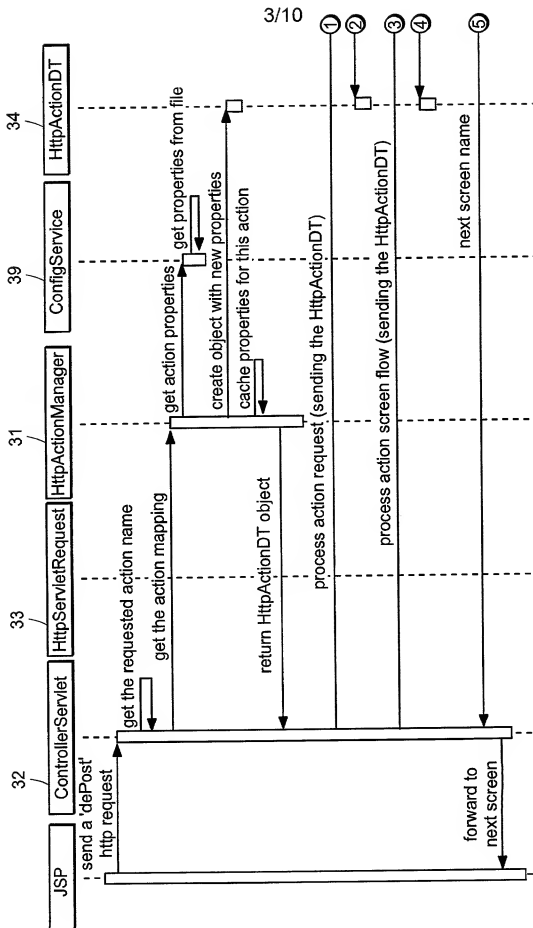 3/10
32
33
31
39
34
JSP
ControllerServlet
HttpServletRequest
HttpActionManager
ConfigService
HttpActionDT
send a 'dePost'
http request
get the requested action name
get the action mapping
get action properties
get properties from file
create object with new properties
cache properties for this action
return HttpActionDT object
process action request (sending the HttpActionDT)
1
2
process action screen flow (sending the HttpActionDT)
3
4
next screen name
5
forward to
next screen